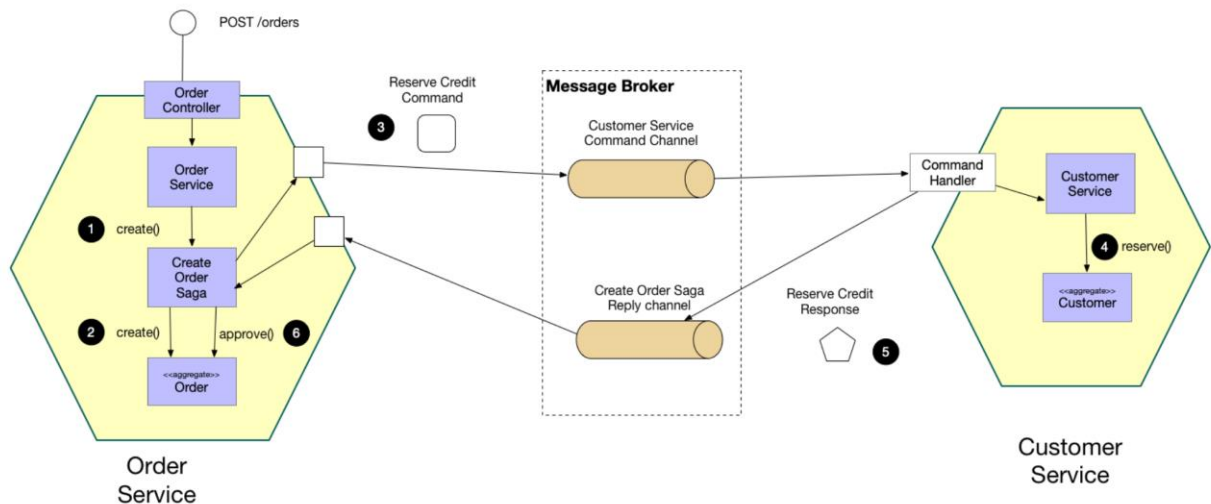 POST /orders
Order
Controller
Order
Service
1
create()
Create
Order
Saga
2
create()
approve()
6
<<aggregate>>
Order
Order
Service
Reserve Credit
Command
3
Message Broker
Customer Service
Command Channel
Create Order Saga
Reply channel
Reserve Credit
Response
5
Command
Handler
Customer
Service
4
reserve()
<<aggregate>>
Customer
Customer
Service